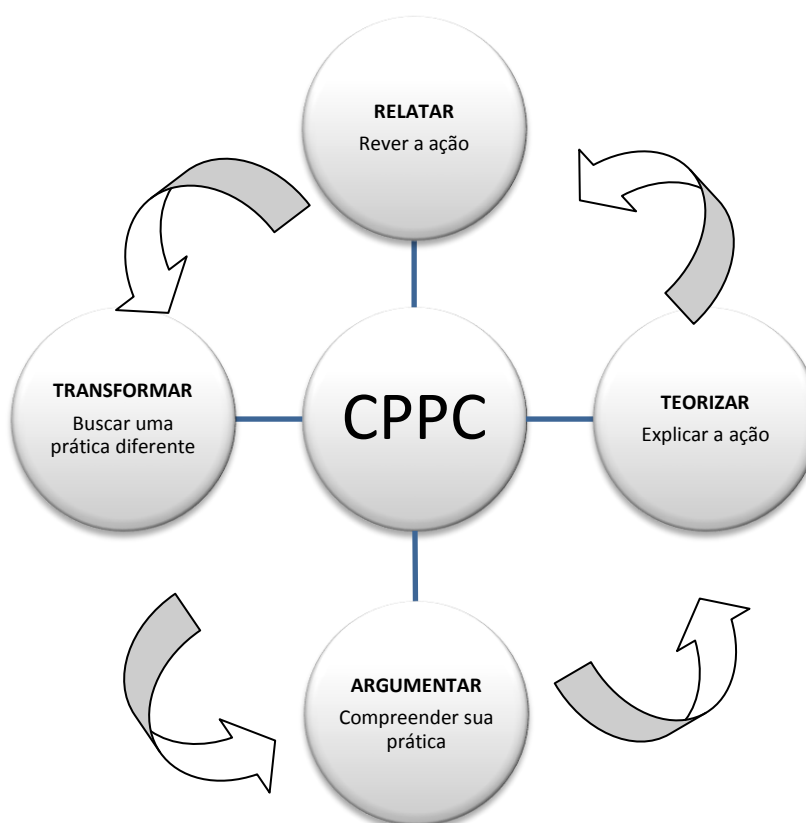 RELATAR
Rever a ação
TRANSFORMAR
Buscar uma
prática diferente
CPPC
TEORIZAR
Explicar a ação
ARGUMENTAR
Compreender sua
prática